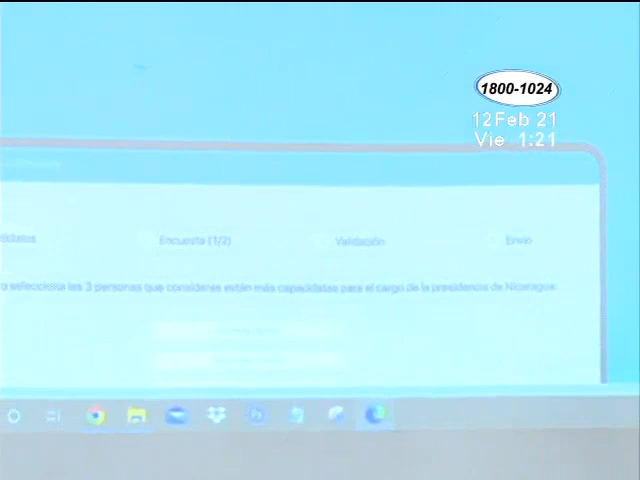 1800-1024
12Feb 21
Vie 1:21
Encuesta (1/2)
Validación
Envío
selecciona las 3 personas que consideres están más capacitadas para el cargo de la presidencia de Nicaragua: